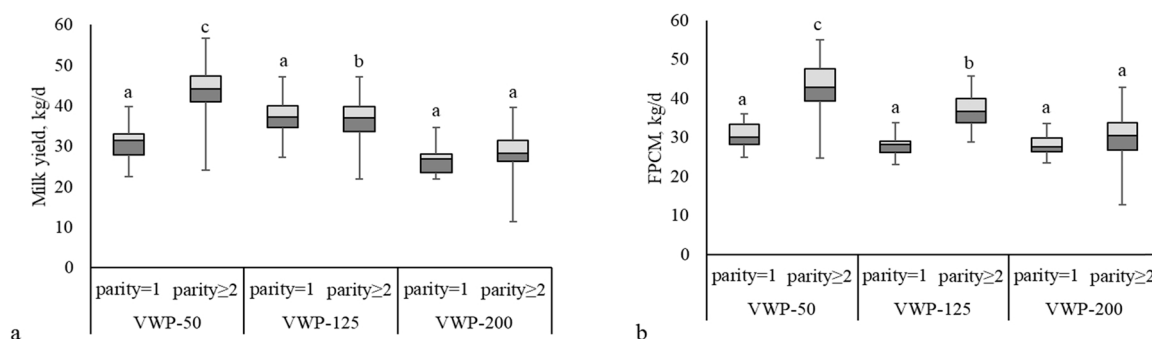 60
50
40
30
20
10
0
Milk yield, kg/d
a c a b a a
parity=1 parity≥2 parity=1 parity≥2 parity=1 parity≥2
VWP-50 VWP-125 VWP-200
a
60
50
40
30
20
10
0
FPCM, kg/d
a c a b a a
parity=1 parity≥2 parity=1 parity≥2 parity=1 parity≥2
VWP-50 VWP-125 VWP-200
b